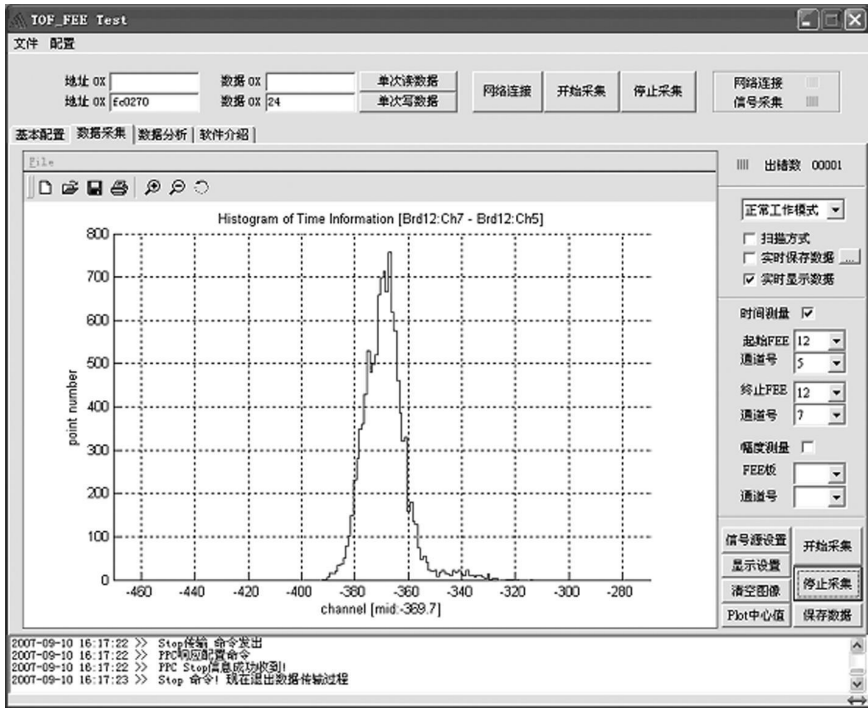 TOF_FEE Test
文件 配置
地址 0X 数据 0X 单次读数据
地址 0X fc0270 数据 0X 24 单次写数据
网络连接 开始采集 停止采集
网络连接
信号采集
基本配置 数据采集 数据分析 软件介绍
File
出错数 00001
Histogram of Time Information [Brd12:Ch7 - Brd12:Ch5]
正常工作模式
扫描方式
实时保存数据 ...
实时显示数据
时间测量
起始FEE 12
通道号 5
终止FEE 12
通道号 7
幅度测量
FEE板
通道号
point number
800
700
600
500
400
300
200
100
0
-460 -440 -420 -400 -380 -360 -340 -320 -300 -280
channel [mid:-369.7]
信号源设置 开始采集
显示设置
清空图像 停止采集
Plot中心值 保存数据
2007-09-10 16:17:22 >> Stop传输 命令发出
2007-09-10 16:17:22 >> PPC响应配置命令
2007-09-10 16:17:22 >> PPC Stop信息成功收到!
2007-09-10 16:17:23 >> Stop 命令! 现在退出数据传输过程